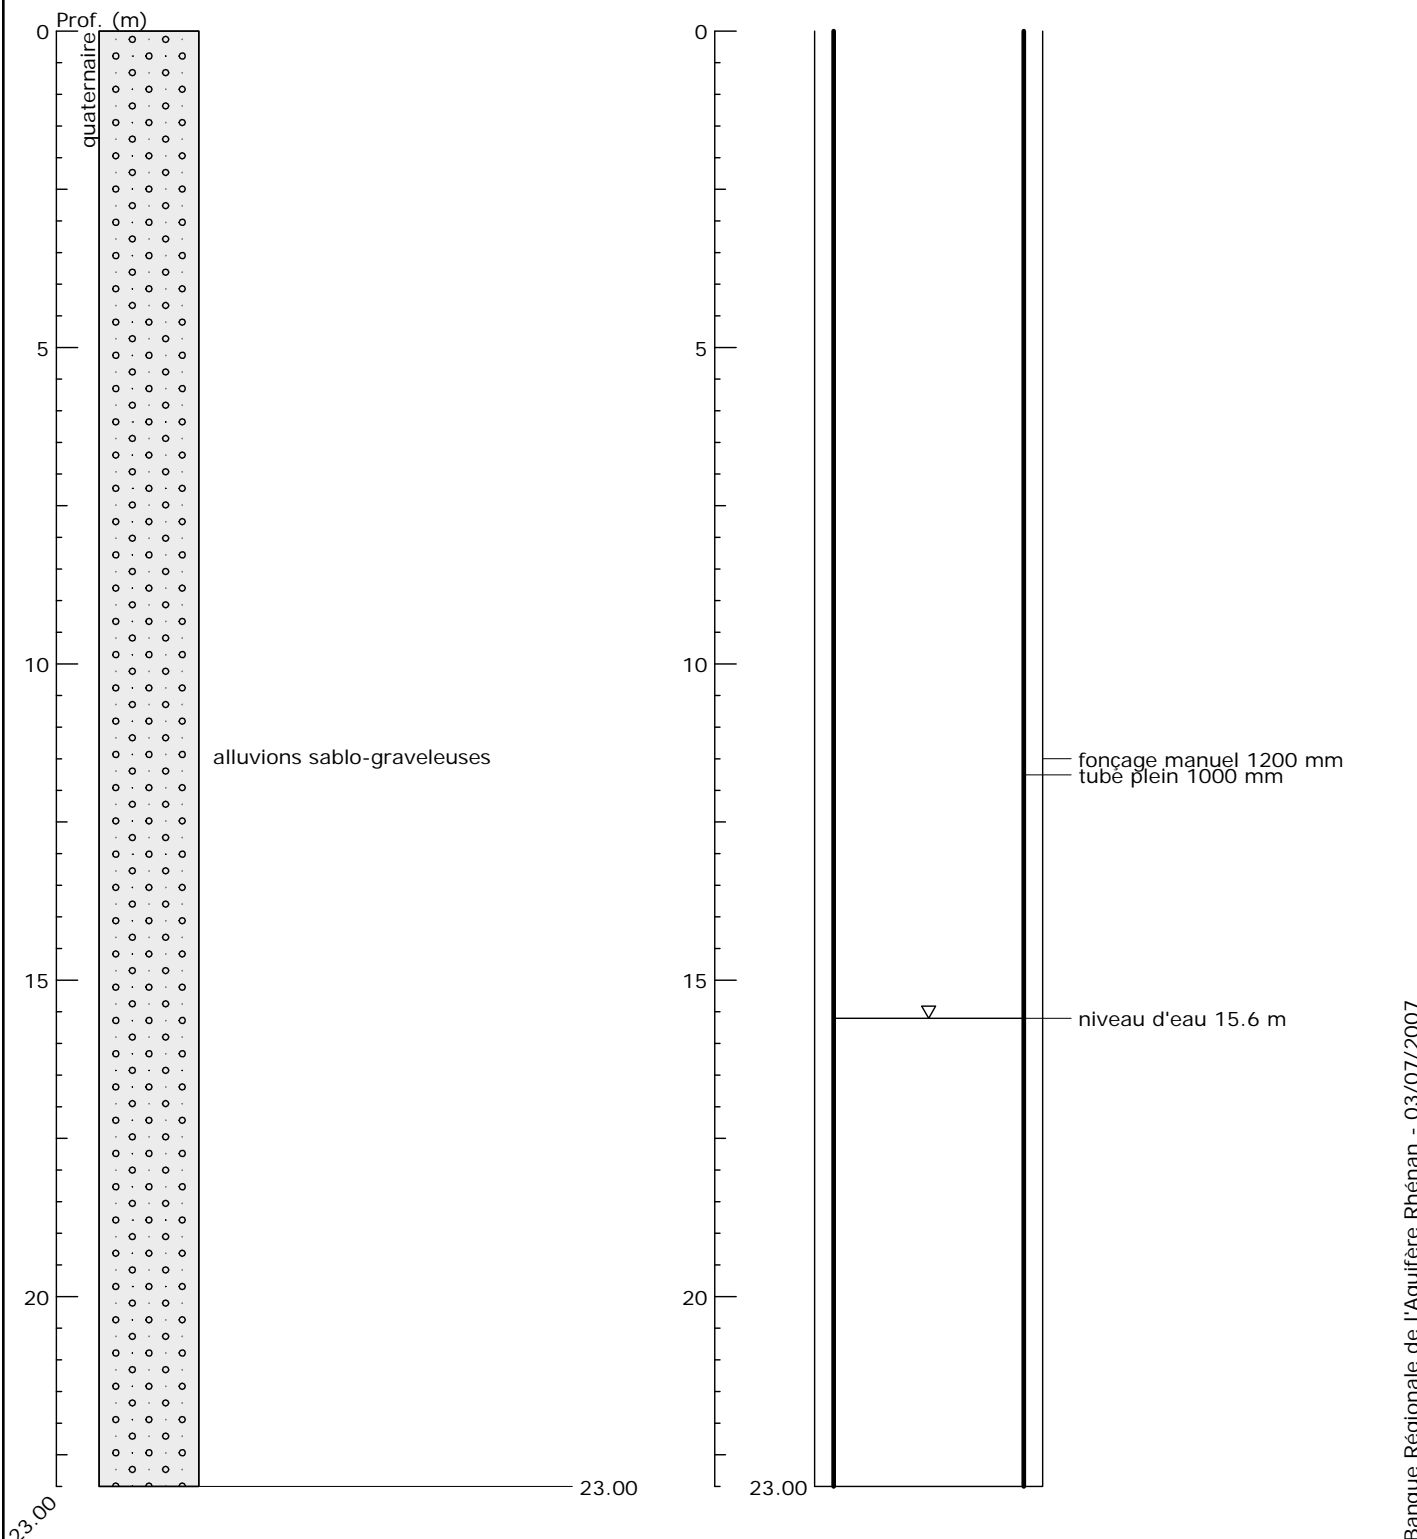 Prof. (m)
0
quaternaire
5
10
15
20
23.00
alluvions sablo-graveleuses
23.00
0
5
10
15
20
23.00
fonçage manuel 1200 mm
tube plein 1000 mm
niveau d'eau 15.6 m
Banque Régionale de l'Aquifère Rhénan - 03/07/2007